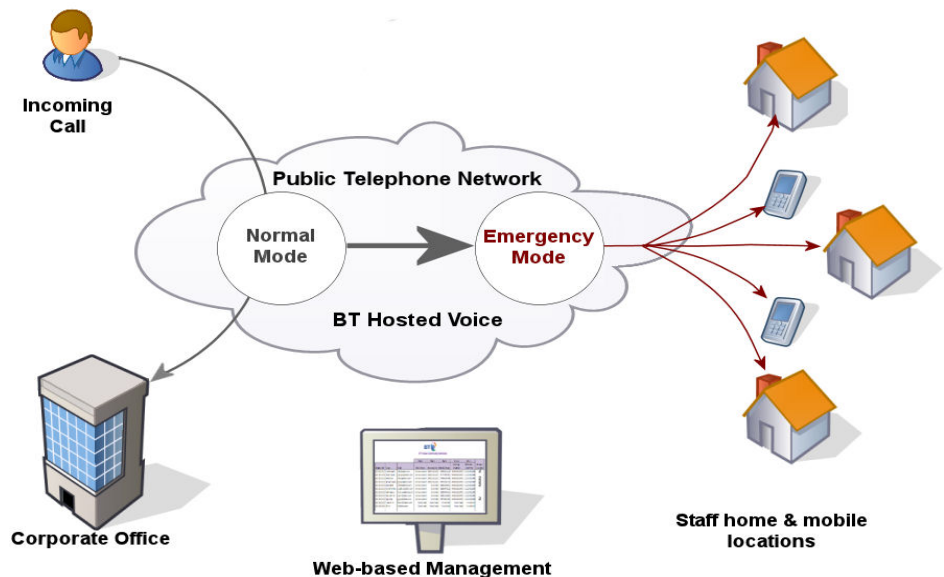 Incoming
Call
Public Telephone Network
Normal
Mode
Emergency
Mode
BT Hosted Voice
Corporate Office
BT
Web-based Management
Staff home & mobile
locations